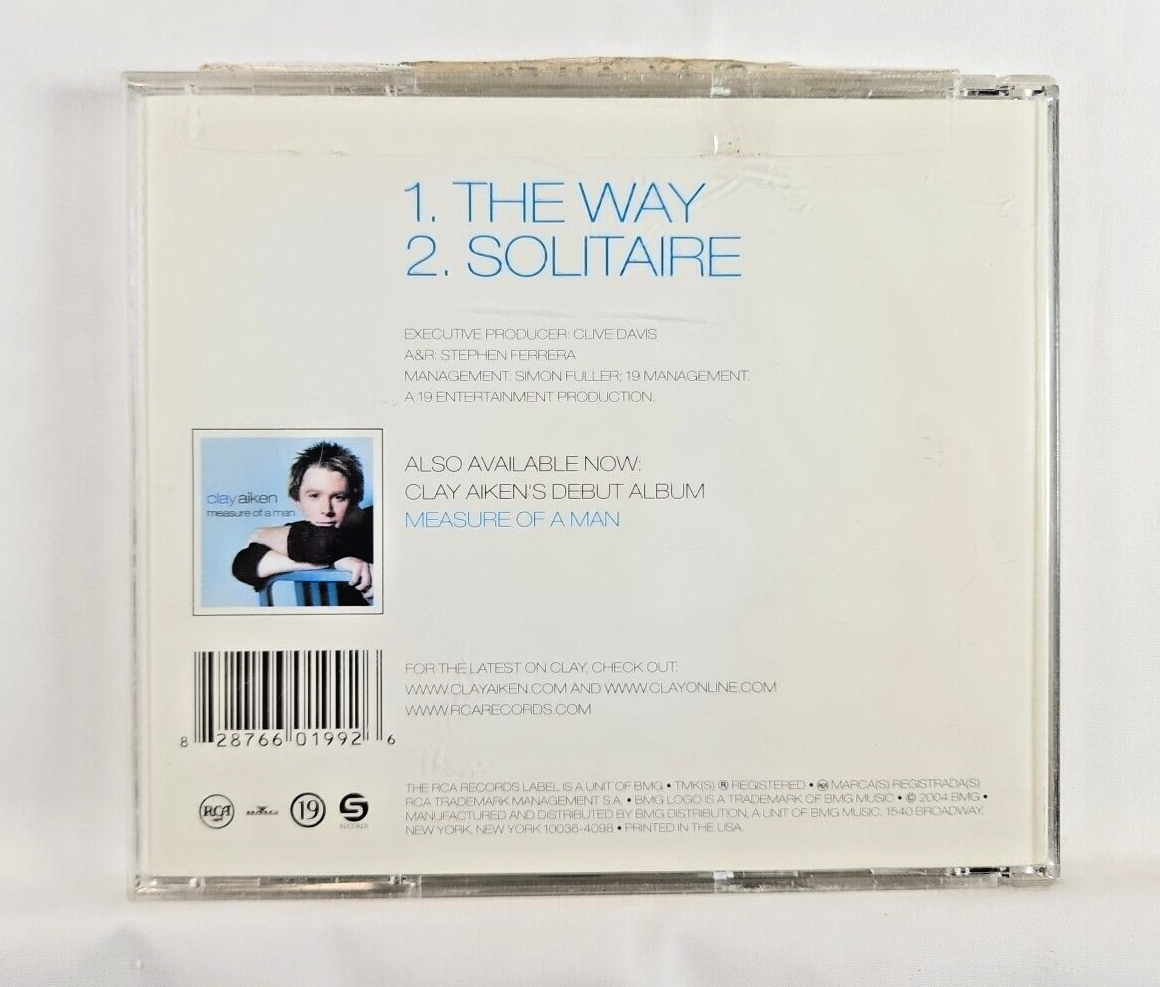 1. THE WAY
2. SOLITAIRE
EXECUTIVE PRODUCER: CLIVE DAVIS
A&R: STEPHEN FERRERA
MANAGEMENT: SIMON FULLER; 19 MANAGEMENT.
A 19 ENTERTAINMENT PRODUCTION.
clayaiken
measure of a man
ALSO AVAILABLE NOW:
CLAY AIKEN'S DEBUT ALBUM
MEASURE OF A MAN
FOR THE LATEST ON CLAY, CHECK OUT:
WWW.CLAYAIKEN.COM AND WWW.CLAYONLINE.COM
WWW.RCARECORDS.COM
8 28766 01992 6
RCA BMG 19 S RECORDS
THE RCA RECORDS LABEL IS A UNIT OF BMG • TMK(S) ® REGISTERED • MARCA(S) REGISTRADA(S)
RCA TRADEMARK MANAGEMENT S.A. • BMG LOGO IS A TRADEMARK OF BMG MUSIC • © 2004 BMG •
MANUFACTURED AND DISTRIBUTED BY BMG DISTRIBUTION, A UNIT OF BMG MUSIC, 1540 BROADWAY,
NEW YORK, NEW YORK 10036-4098 • PRINTED IN THE USA.